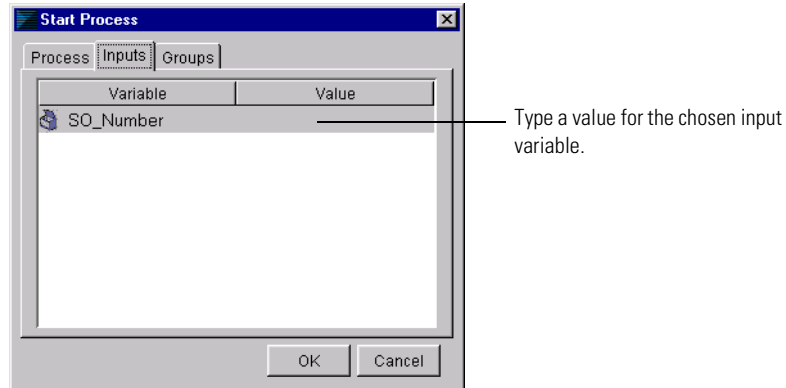 Start Process
Process Inputs Groups
Variable Value
SO_Number
Type a value for the chosen input
variable.
OK Cancel